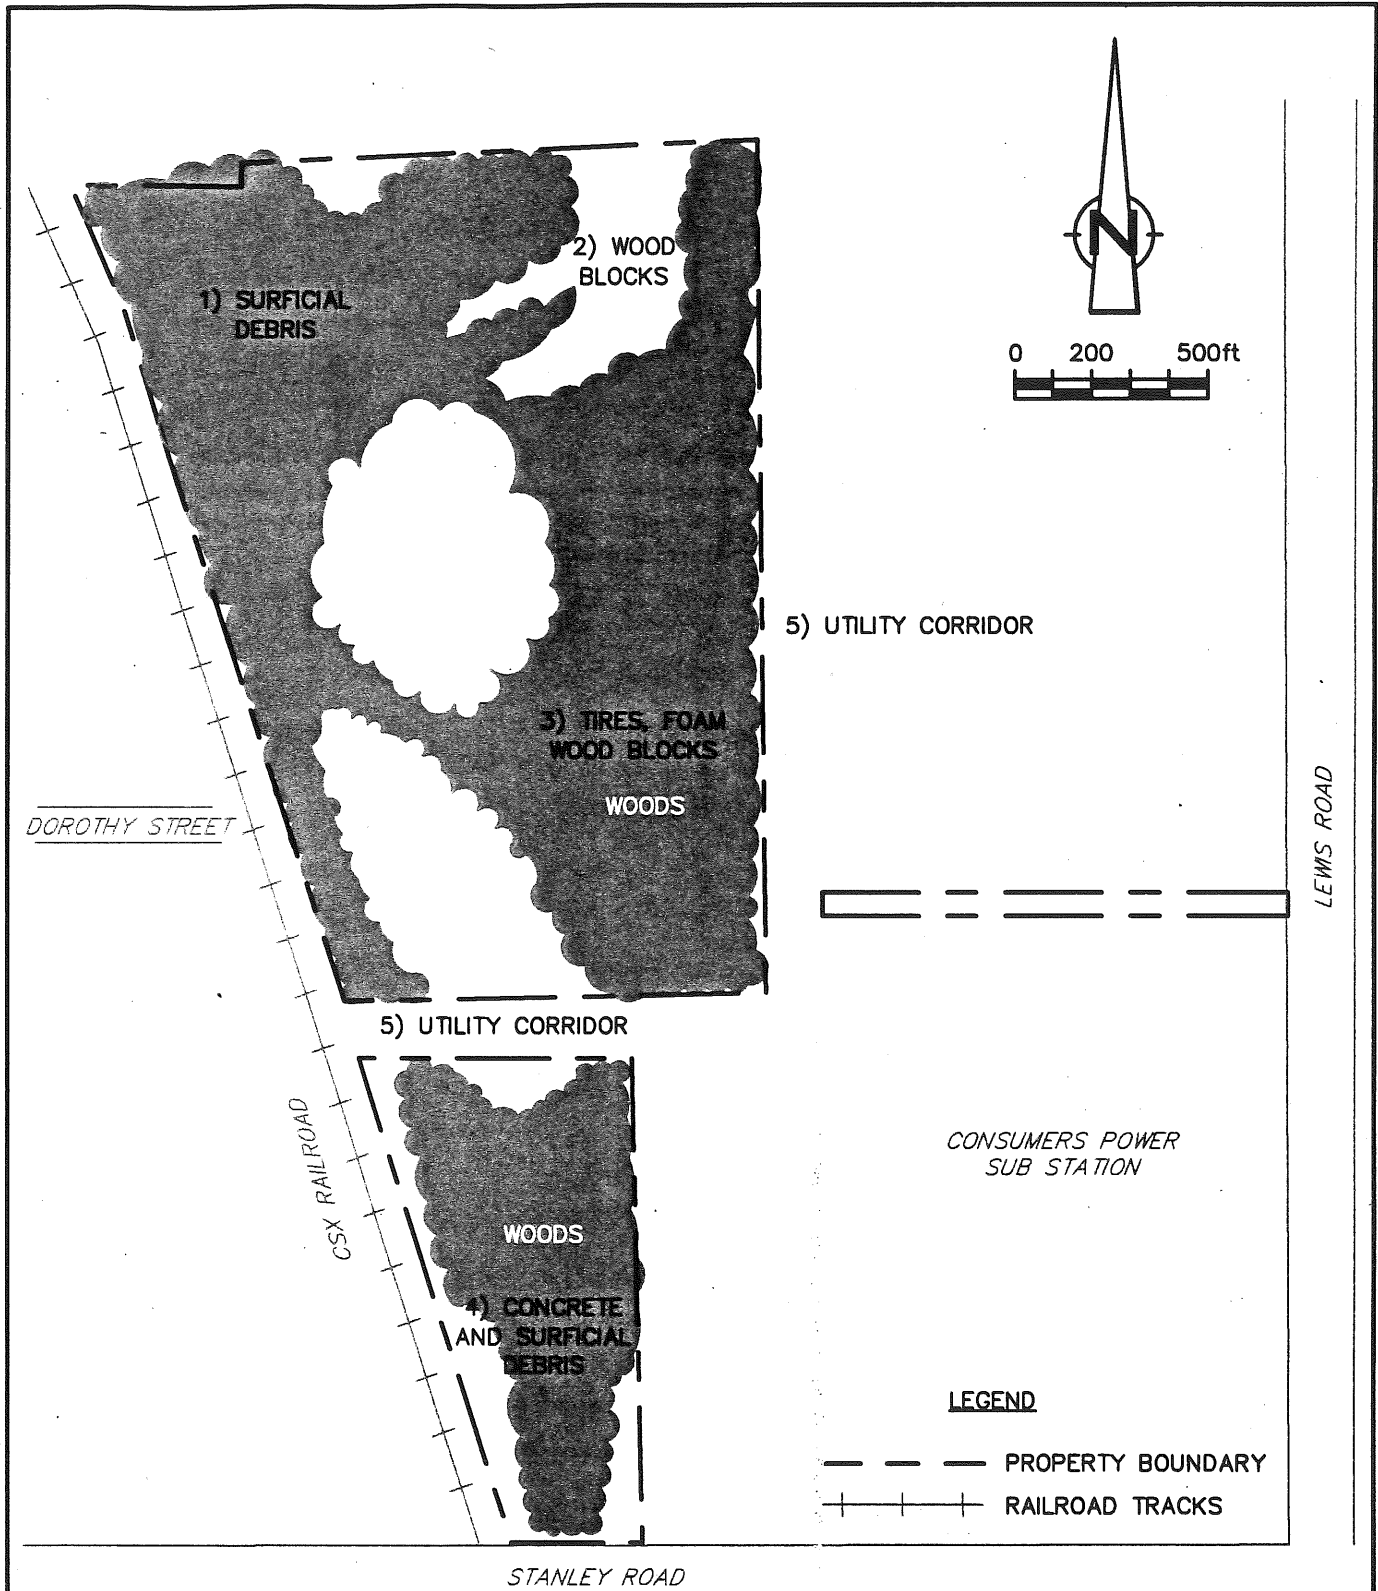 N
2) WOOD
BLOCKS
1) SURFICIAL
DEBRIS
0 200 500ft
5) UTILITY CORRIDOR
3) TIRES, FOAM
WOOD BLOCKS
WOODS
DOROTHY STREET
LEWIS ROAD
5) UTILITY CORRIDOR
CSX RAILROAD
CONSUMERS POWER
SUB STATION
WOODS
4) CONCRETE
AND SURFICIAL
DEBRIS
LEGEND
PROPERTY BOUNDARY
RAILROAD TRACKS
STANLEY ROAD